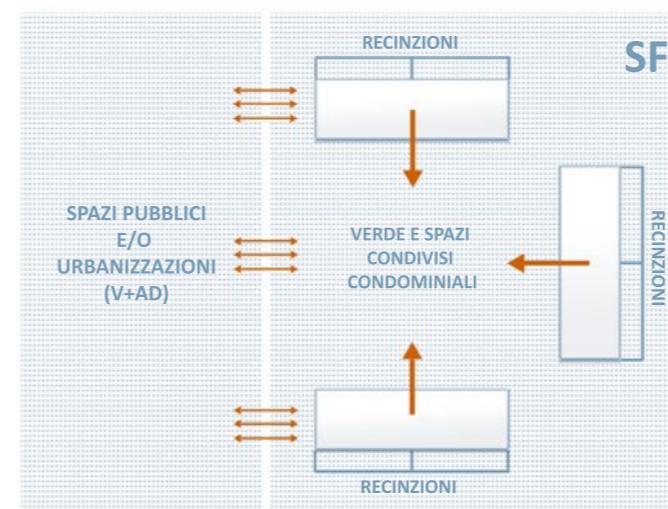 RECINZIONI
SF
SPAZI PUBBLICI
E/O
URBANIZZAZIONI
(V+AD)
VERDE E SPAZI
CONDIVISI
CONDOMINIALI
RECINZIONI
RECINZIONI